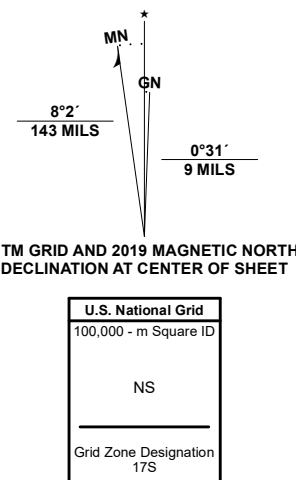 ★
MN
GN
8°2´
143 MILS
0°31´
9 MILS
TM GRID AND 2019 MAGNETIC NORTH
DECLINATION AT CENTER OF SHEET
U.S. National Grid
100,000 - m Square ID
NS
Grid Zone Designation
17S